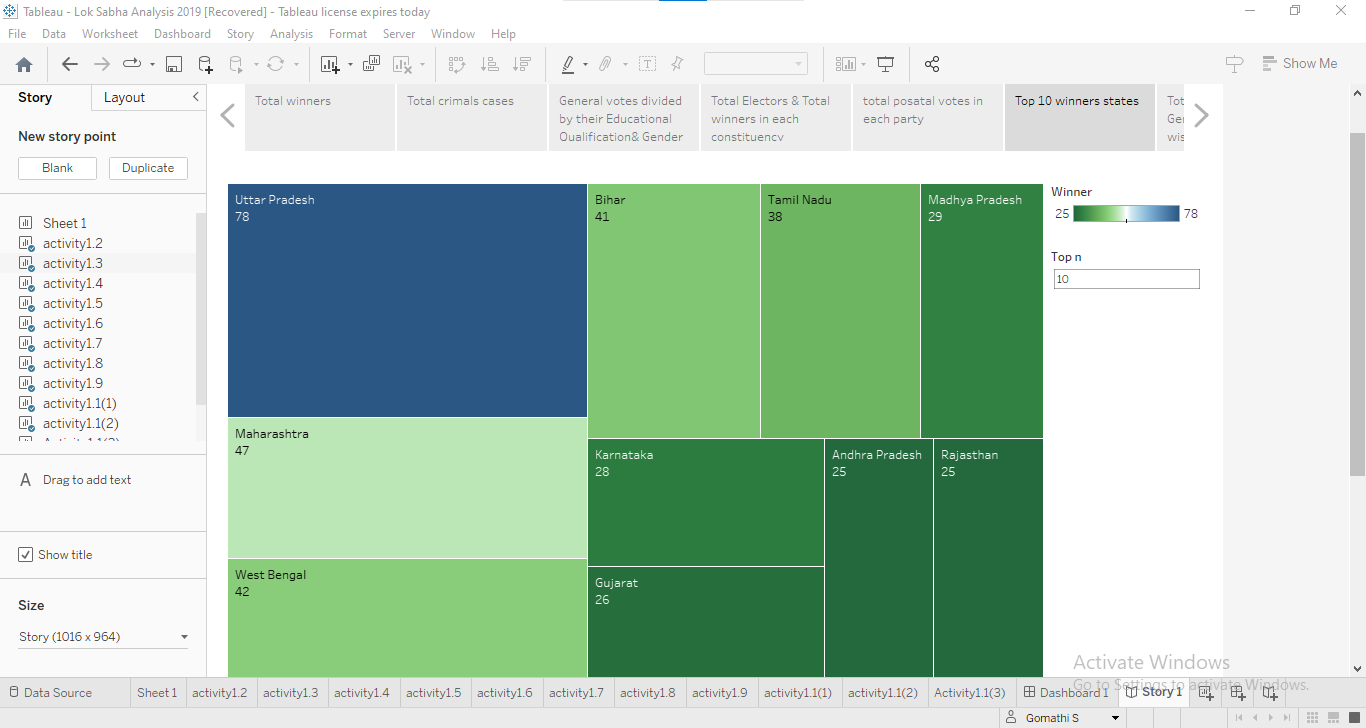 Tableau - Lok Sabha Analysis 2019 [Recovered] - Tableau license expires today
File Data Worksheet Dashboard Story Analysis Format Server Window Help
Show Me
Story Layout
New story point
Blank Duplicate
Sheet 1
activity1.2
activity1.3
activity1.4
activity1.5
activity1.6
activity1.7
activity1.8
activity1.9
activity1.1(1)
activity1.1(2)
A Drag to add text
Show title
Size
Story (1016 x 964)
Total winners
Total crimals cases
General votes divided
by their Educational
Qualification& Gender
Total Electors & Total
winners in each
constituency
total posatal votes in
each party
Top 10 winners states
Tot
Ger
wis
Uttar Pradesh
78
Maharashtra
47
West Bengal
42
Bihar
41
Tamil Nadu
38
Madhya Pradesh
29
Karnataka
28
Gujarat
26
Andhra Pradesh
25
Rajasthan
25
Winner
25 78
Top n
10
Activate Windows
Go to Settings to activate Windows.
Data Source Sheet 1 activity1.2 activity1.3 activity1.4 activity1.5 activity1.6 activity1.7 activity1.8 activity1.9 activity1.1(1) activity1.1(2) Activity1.1(3) Dashboard 1 Story 1
Gomathi S